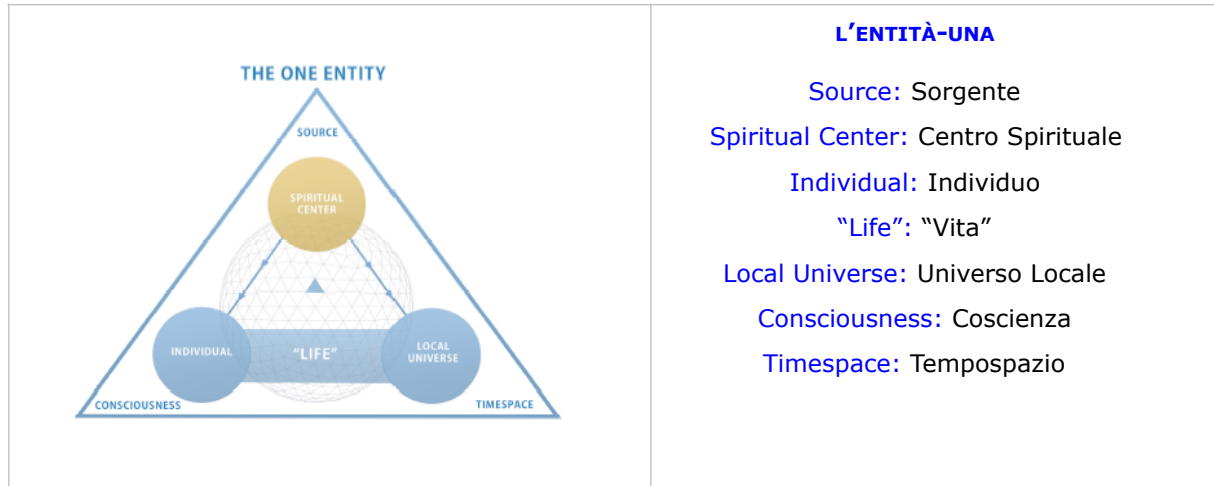 THE ONE ENTITY
SOURCE
SPIRITUAL
CENTER
INDIVIDUAL
"LIFE"
LOCAL
UNIVERSE
CONSCIOUSNESS
TIMESPACE
L’ENTITÀ-UNA
Source: Sorgente
Spiritual Center: Centro Spirituale
Individual: Individuo
“Life”: “Vita”
Local Universe: Universo Locale
Consciousness: Coscienza
Timespace: Tempospazio